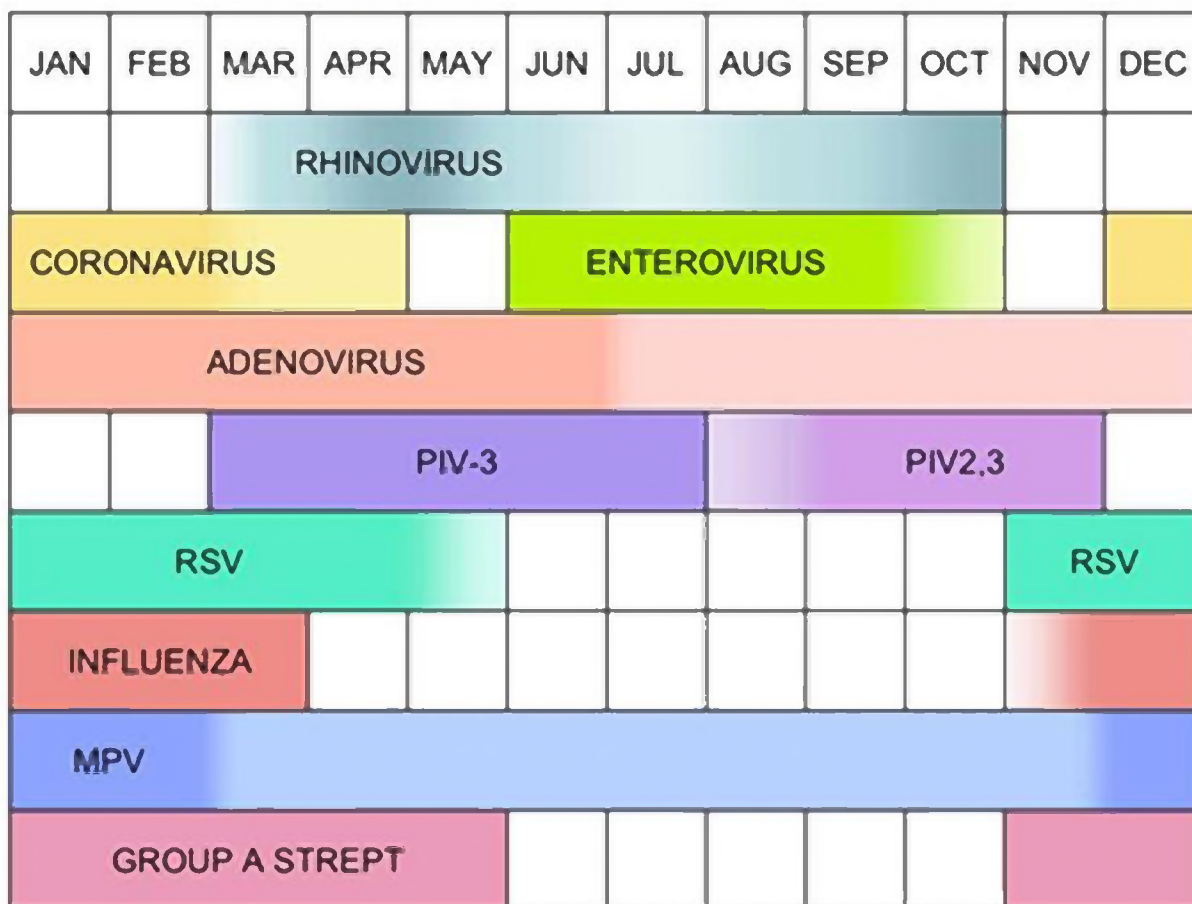 JAN FEB MAR APR MAY JUN JUL AUG SEP OCT NOV DEC
RHINOVIRUS
CORONAVIRUS ENTEROVIRUS
ADENOVIRUS
PIV-3 PIV2,3
RSV RSV
INFLUENZA
MPV
GROUP A STREPT